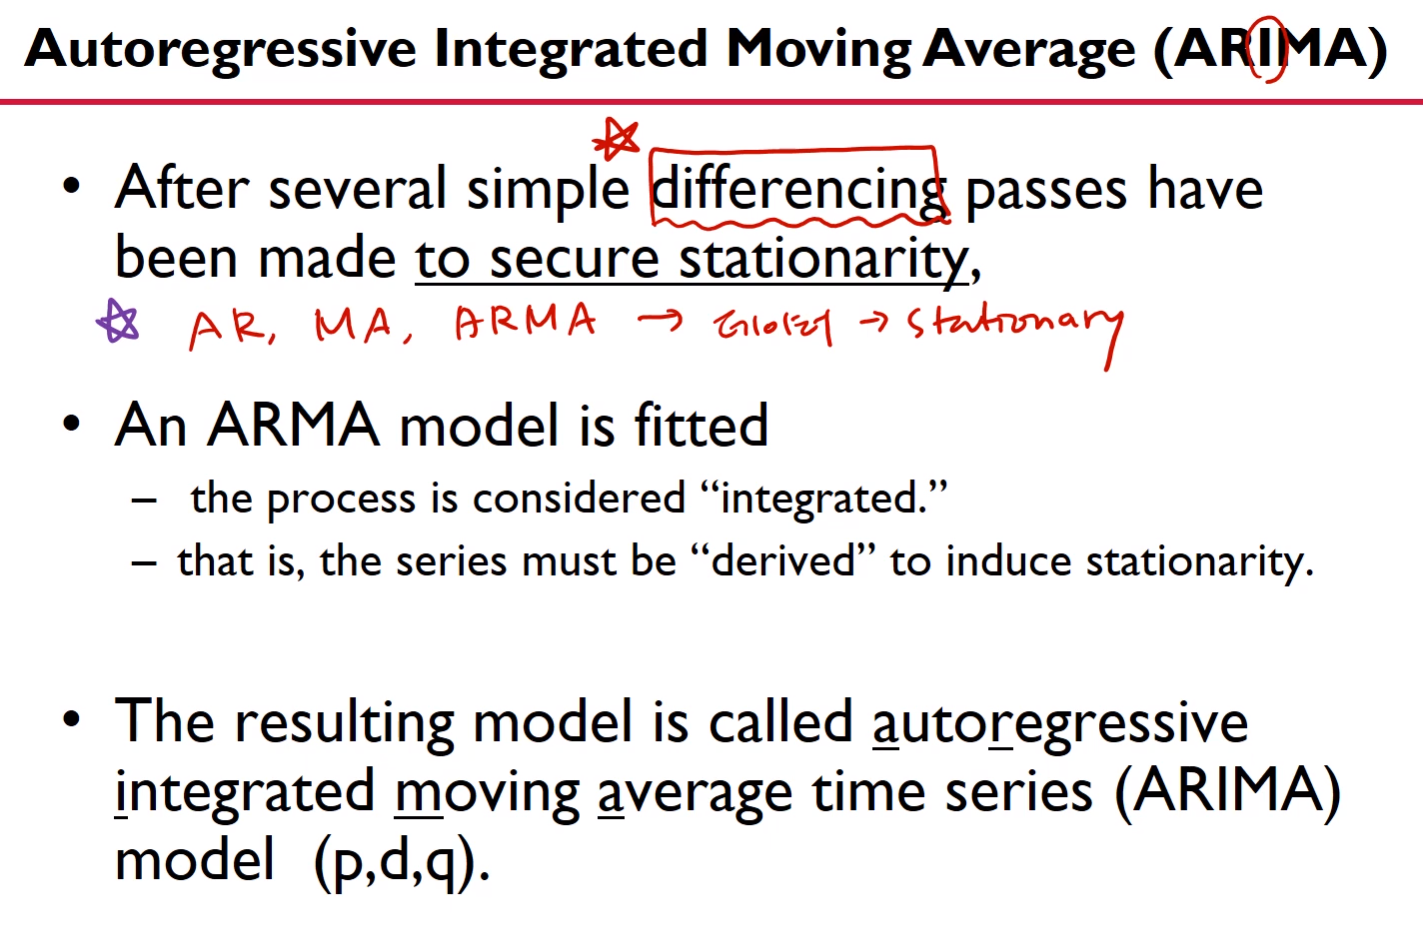 Autoregressive Integrated Moving Average (ARIMA)
• After several simple differencing passes have
been made to secure stationarity,
AR, MA, ARMA →데이터 → stationary
• An ARMA model is fitted
– the process is considered “integrated.”
– that is, the series must be “derived” to induce stationarity.
• The resulting model is called autoregressive
integrated moving average time series (ARIMA)
model (p,d,q).